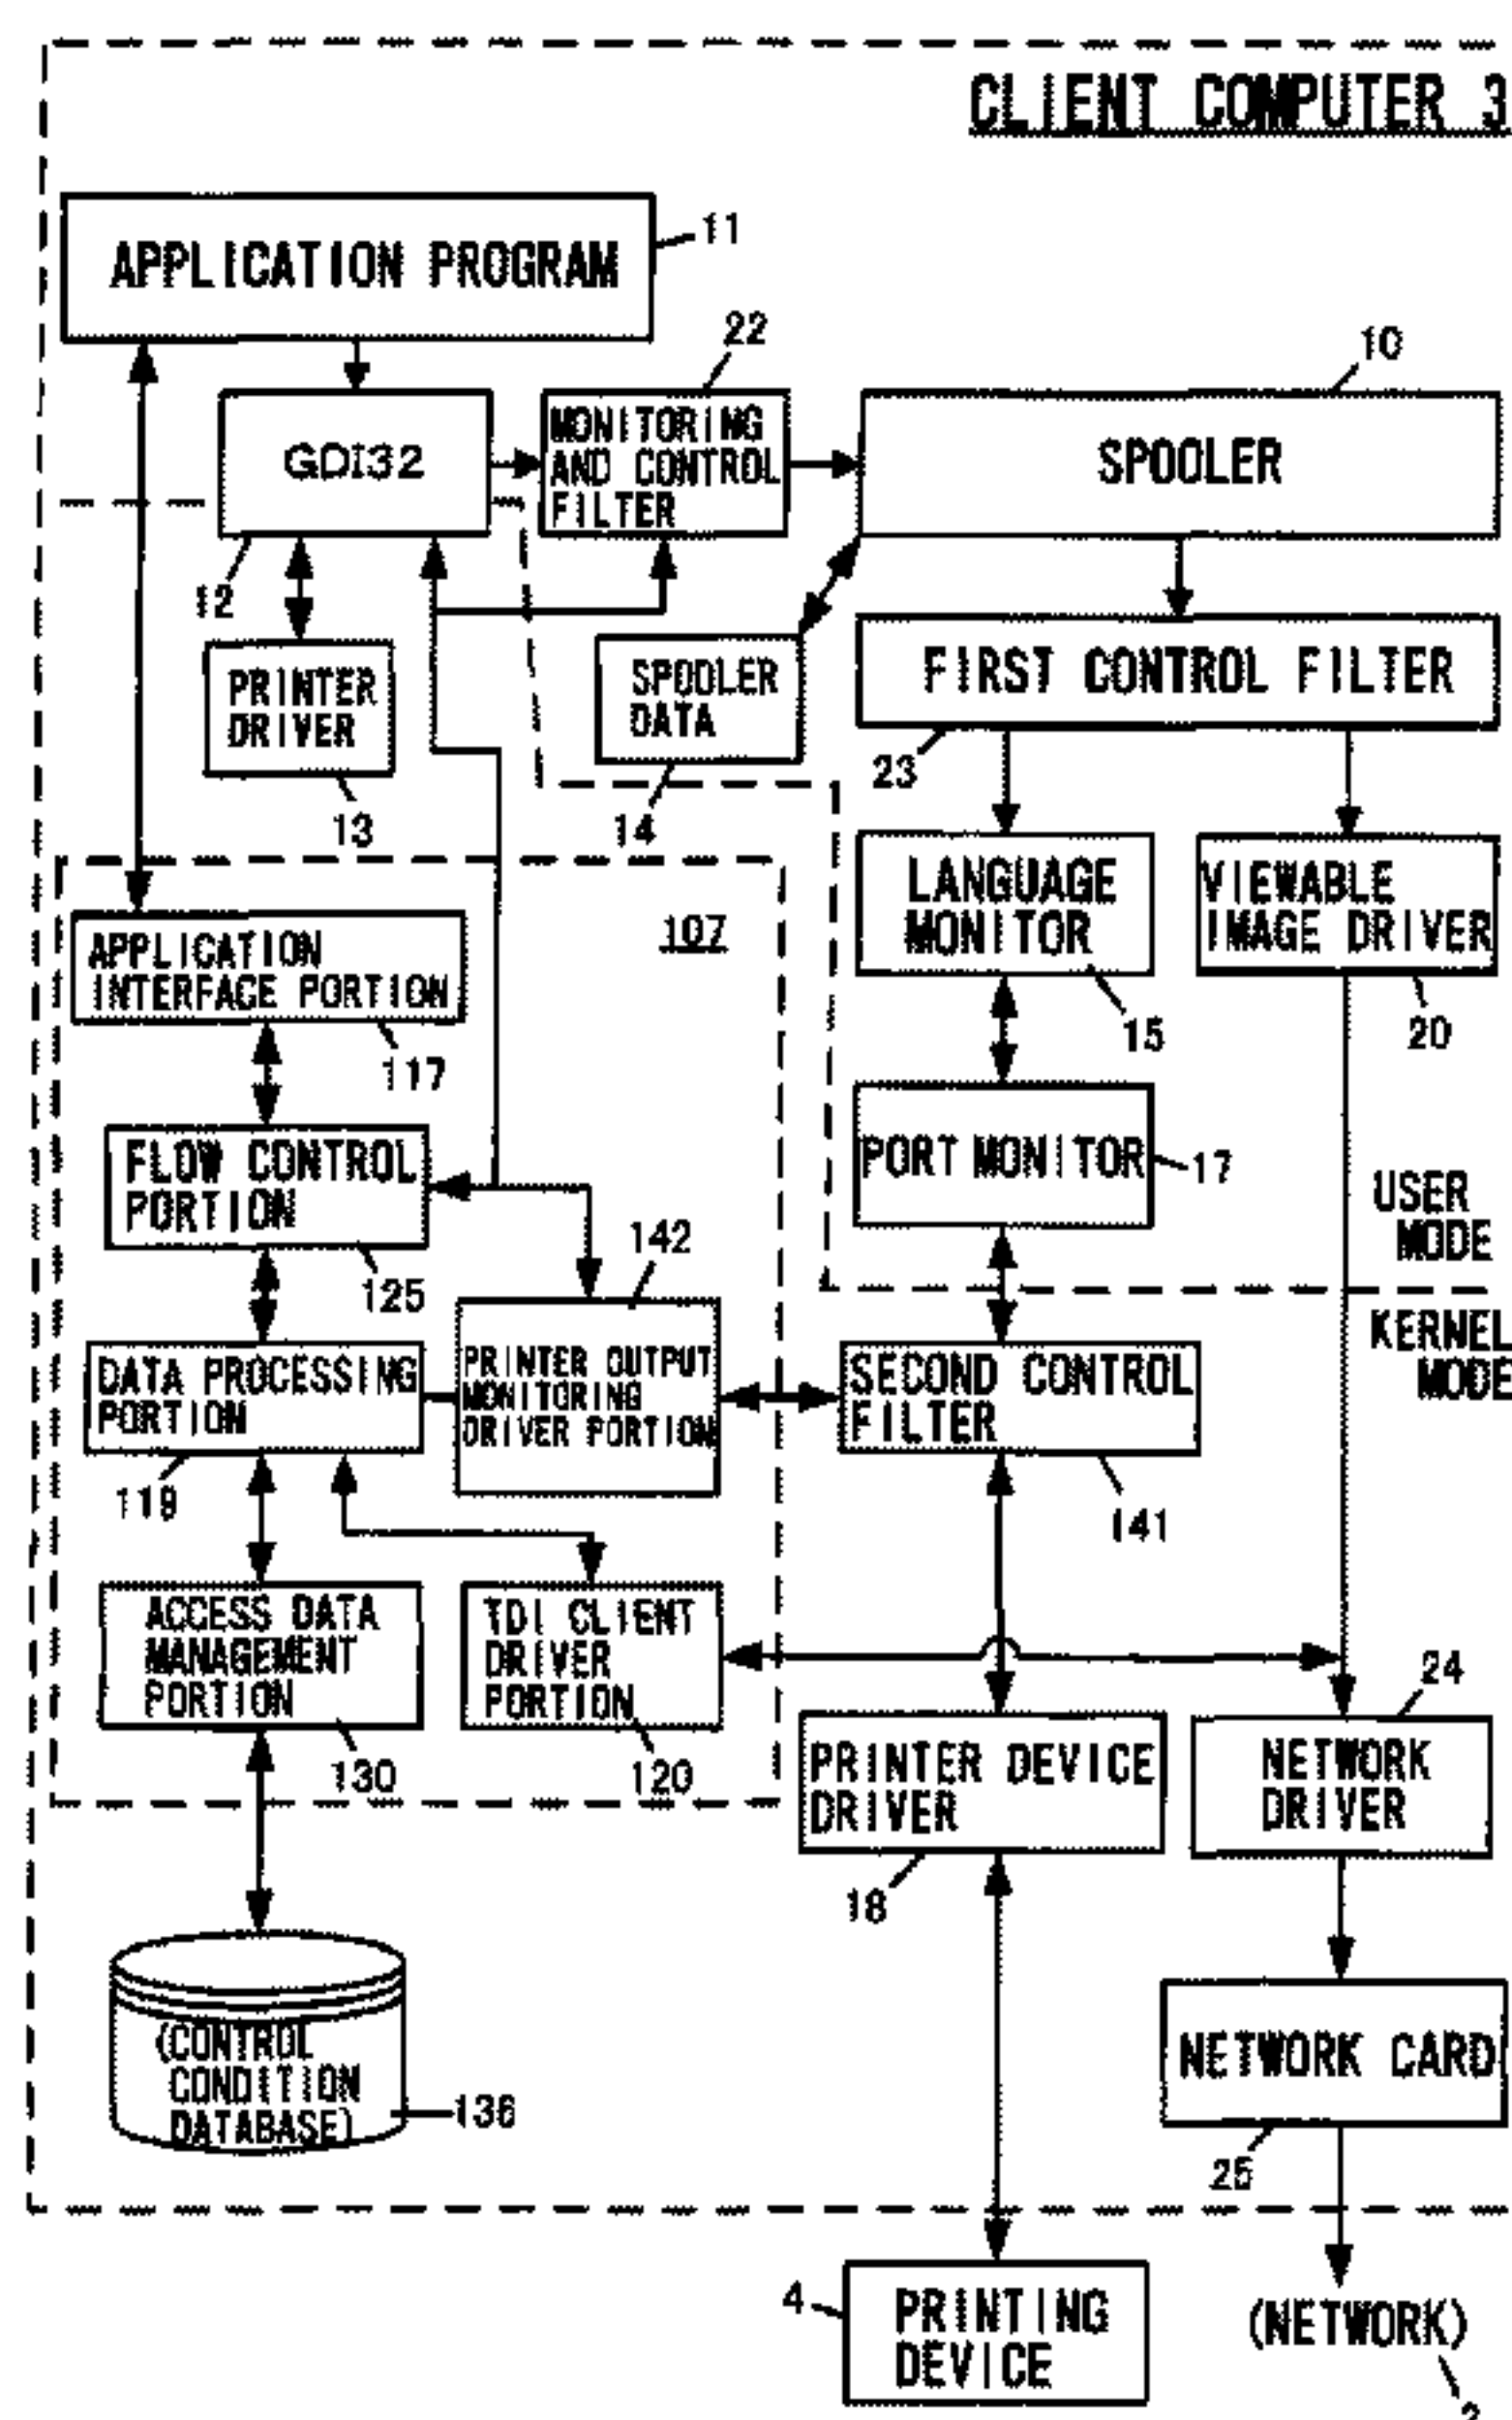 CLIENT COMPUTER 3
APPLICATION PROGRAM
11
22
10
GDI32
MONITORING
AND CONTROL
FILTER
SPOOLER
12
PRINTER
DRIVER
SPOOLER
DATA
FIRST CONTROL FILTER
13
14
23
LANGUAGE
MONITOR
VIEWABLE
IMAGE DRIVER
107
APPLICATION
INTERFACE PORTION
15
20
117
FLOW CONTROL
PORTION
PORT MONITOR
17
USER
MODE
142
125
KERNEL
MODE
DATA PROCESSING
PORTION
PRINTER OUTPUT
MONITORING
DRIVER PORTION
SECOND CONTROL
FILTER
119
141
ACCESS DATA
MANAGEMENT
PORTION
TDI CLIENT
DRIVER
PORTION
24
130
120
PRINTER DEVICE
DRIVER
NETWORK
DRIVER
18
(CONTROL
CONDITION
DATABASE)
136
NETWORK CARD
25
4
PRINTING
DEVICE
(NETWORK)